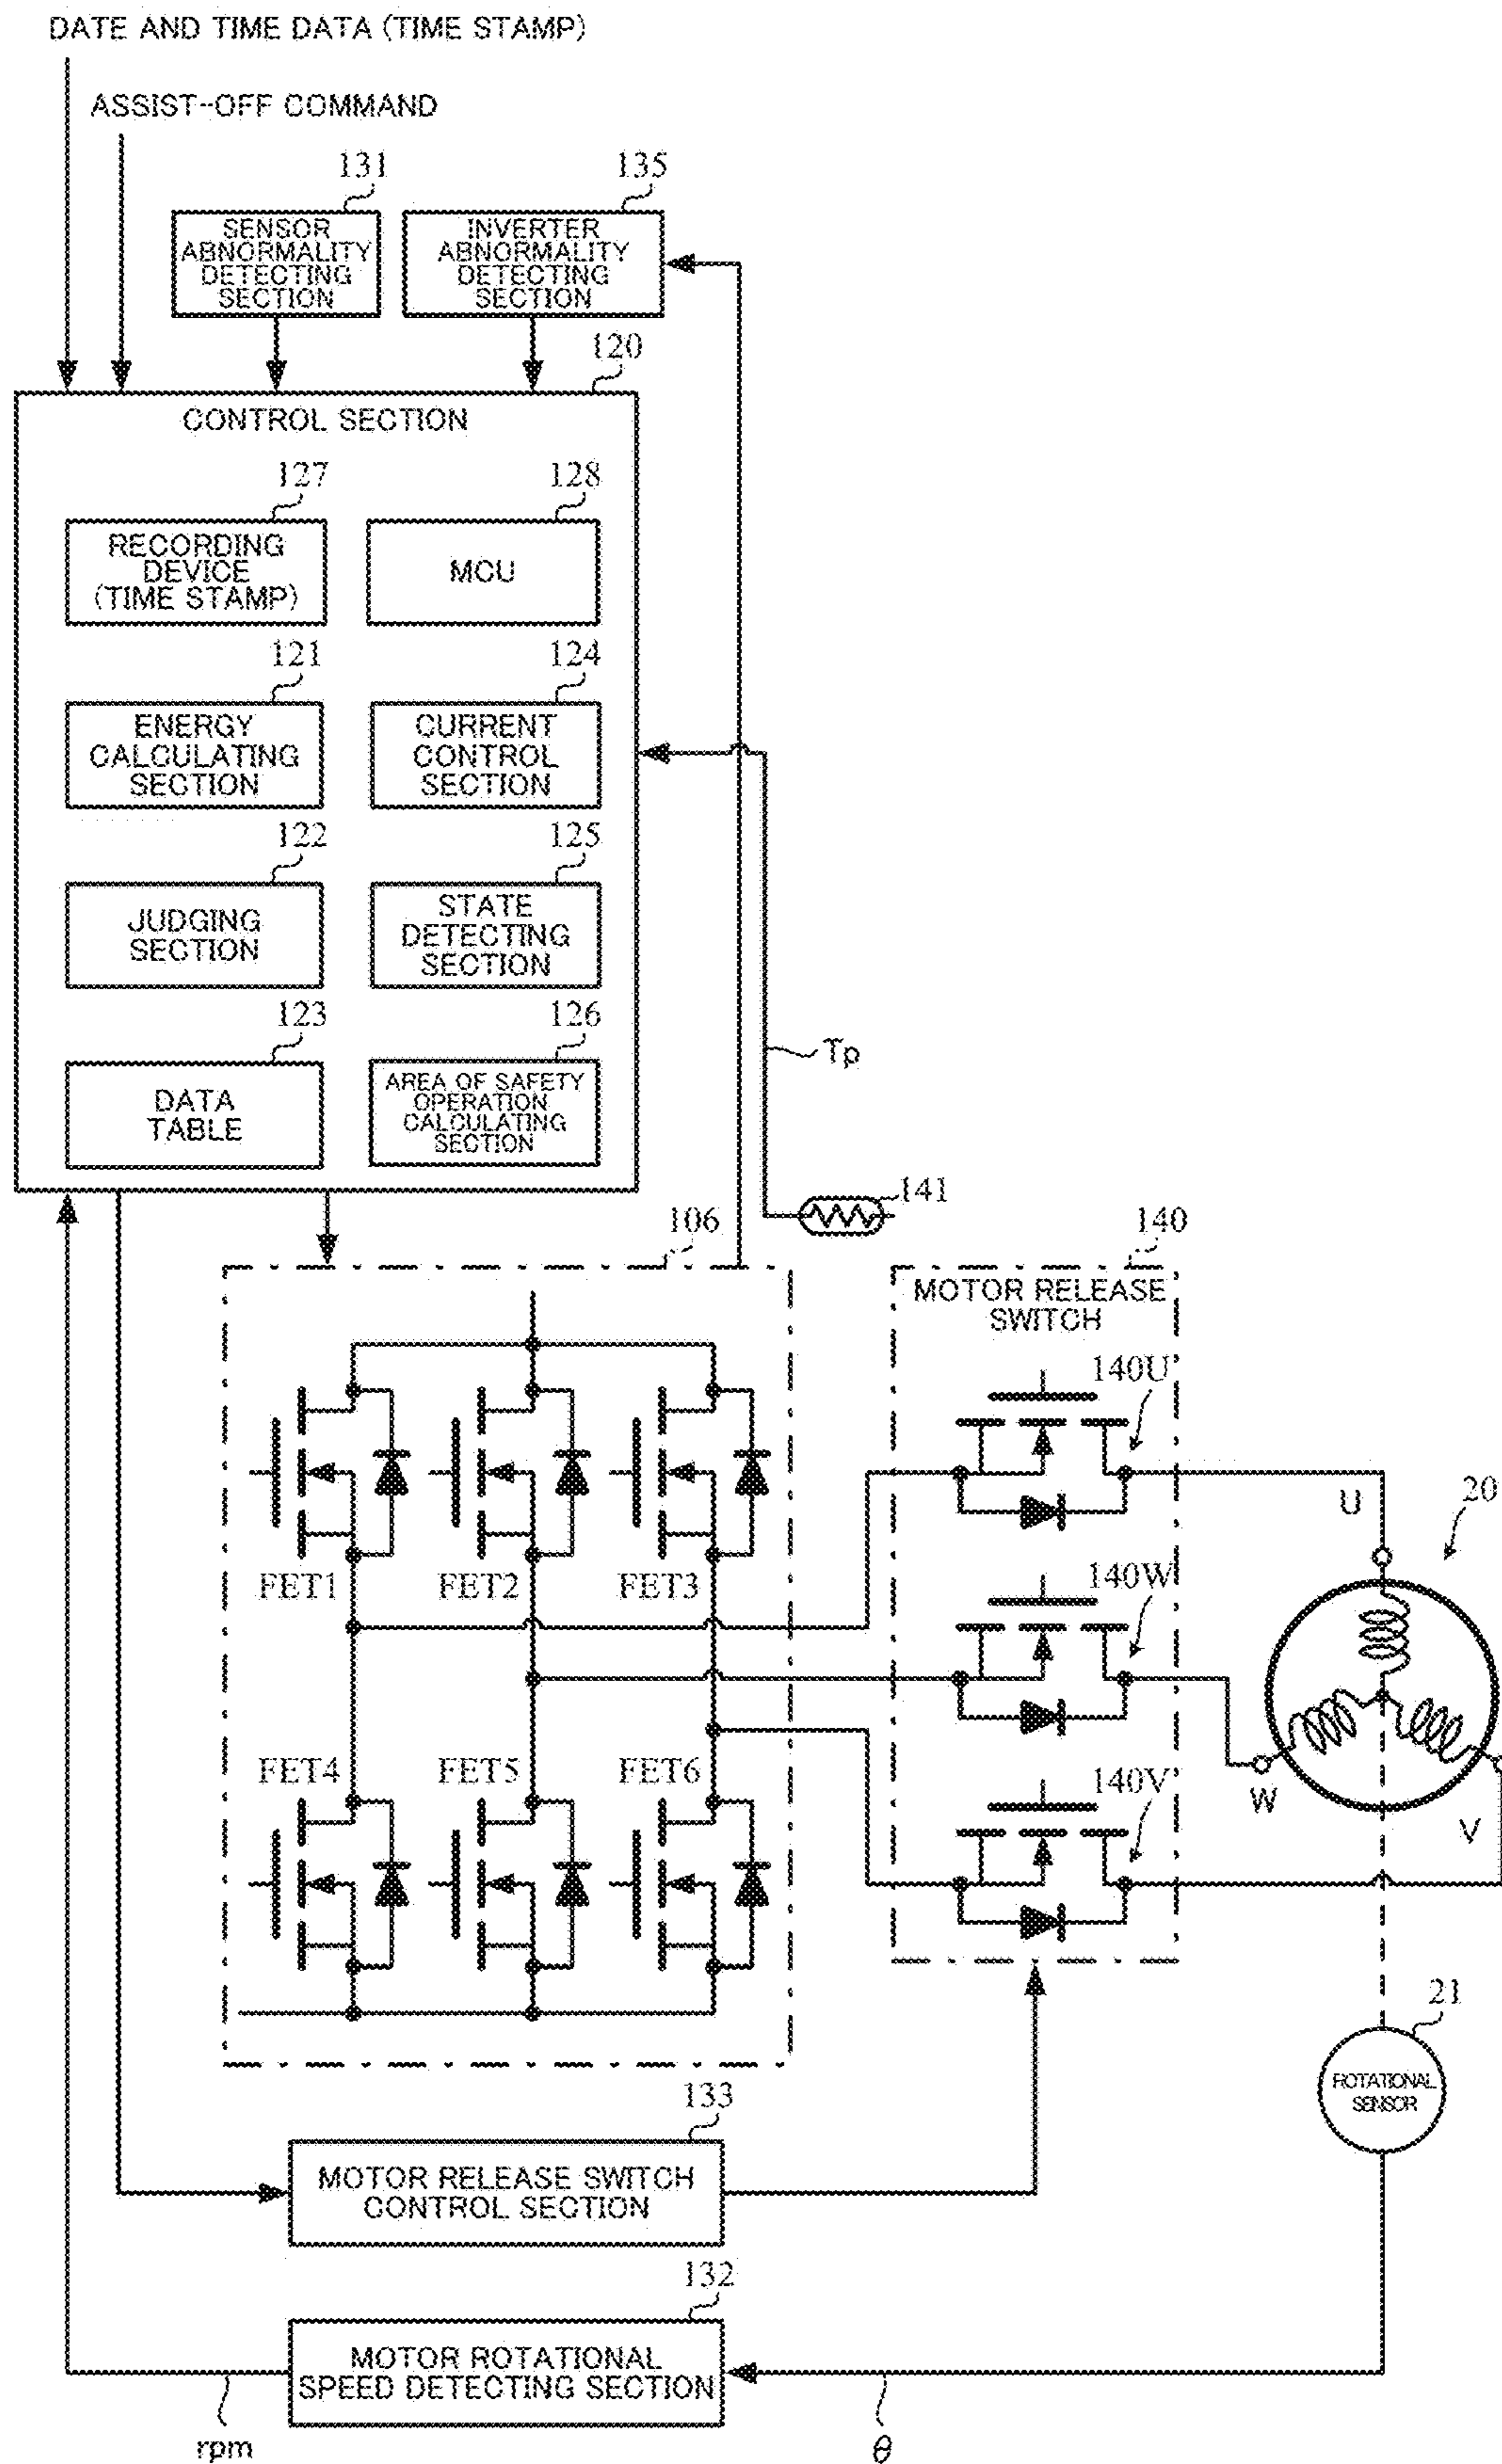 DATE AND TIME DATA (TIME STAMP)
ASSIST-OFF COMMAND
131
135
SENSOR
ABNORMALITY
DETECTING
SECTION
INVERTER
ABNORMALITY
DETECTING
SECTION
120
CONTROL SECTION
127
128
RECORDING
DEVICE
(TIME STAMP)
MCU
121
124
ENERGY
CALCULATING
SECTION
CURRENT
CONTROL
SECTION
122
125
JUDGING
SECTION
STATE
DETECTING
SECTION
123
126
DATA
TABLE
AREA OF SAFETY
OPERATION
CALCULATING
SECTION
Tp
141
106
140
MOTOR RELEASE
SWITCH
140U
U
20
FET1
FET2
FET3
140W
FET4
FET5
FET6
140V
W
V
21
ROTATIONAL
SENSOR
133
MOTOR RELEASE SWITCH
CONTROL SECTION
132
MOTOR ROTATIONAL
SPEED DETECTING SECTION
rpm
θ